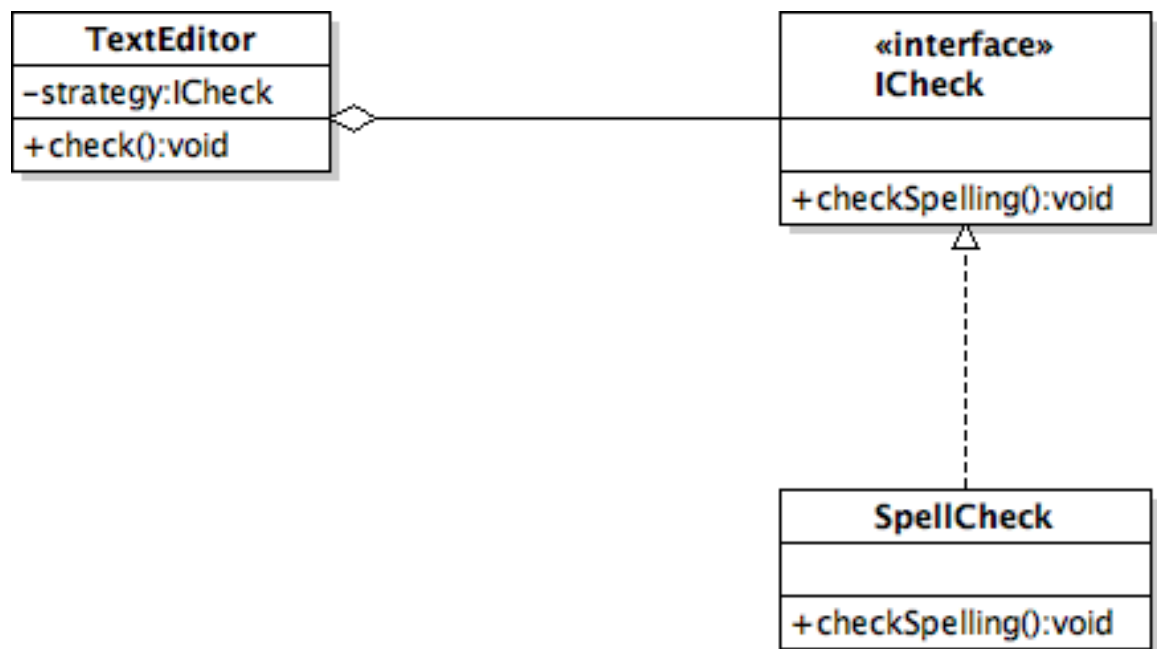 TextEditor
-strategy:ICheck
+check():void
«interface»
ICheck
+checkSpelling():void
SpellCheck
+checkSpelling():void